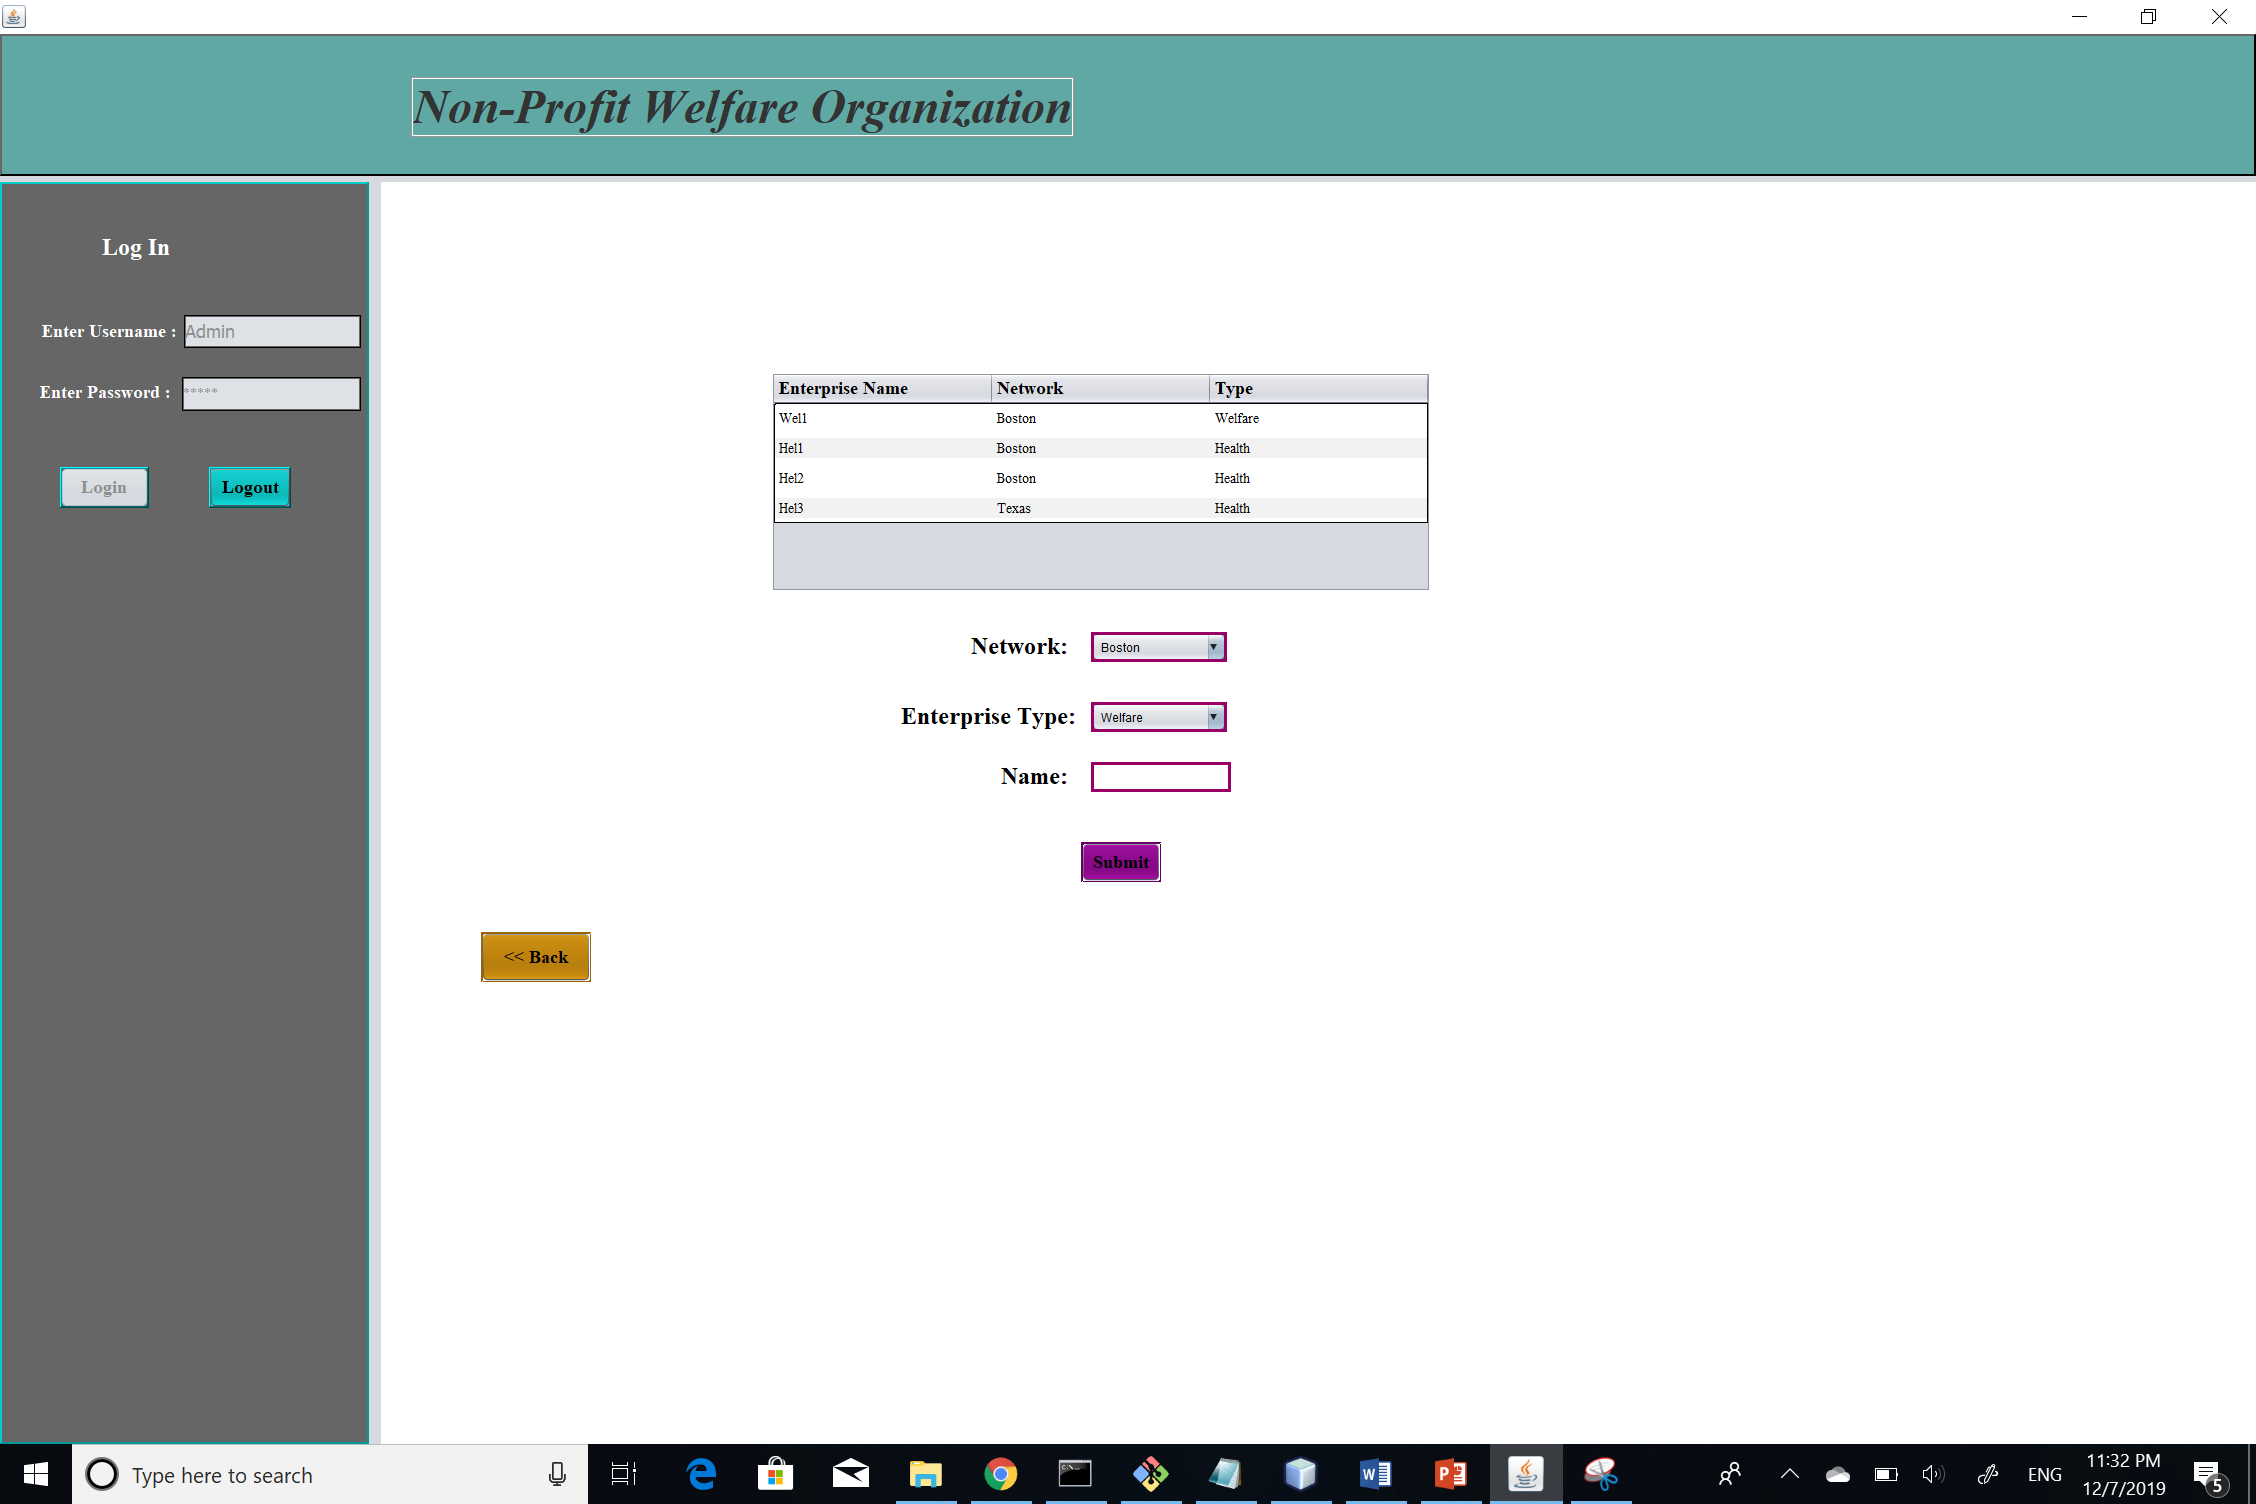 Non-Profit Welfare Organization
Log In
Enter Username : Admin
Enter Password : *****
Login Logout
Enterprise Name Network Type
Wel1 Boston Welfare
Hel1 Boston Health
Hel2 Boston Health
Hel3 Texas Health
Network: Boston
Enterprise Type: Welfare
Name:
Submit
<< Back
Type here to search
ENG
11:32 PM
12/7/2019
5